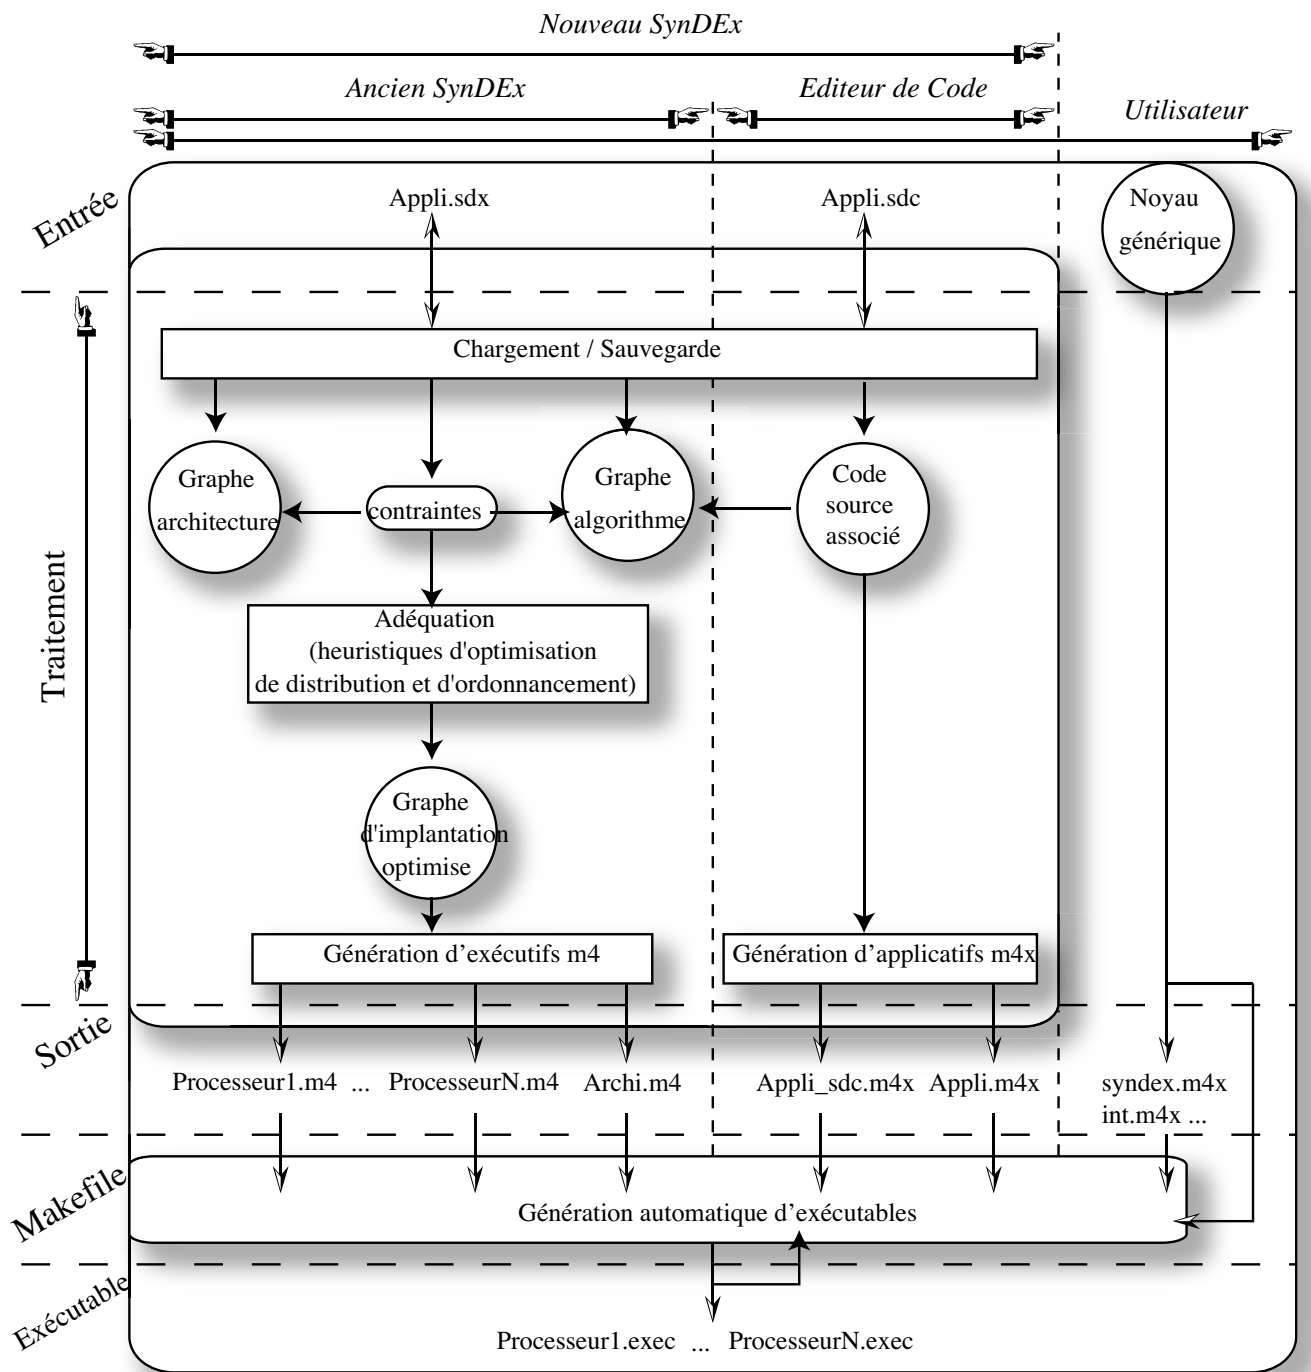 Nouveau SynDEx
Ancien SynDEx
Editeur de Code
Utilisateur
Entrée
Appli.sdx
Appli.sdc
Noyau
générique
Chargement / Sauvegarde
Traitement
Graphe
architecture
contraintes
Graphe
algorithme
Code
source
associé
Adéquation
(heuristiques d'optimisation
de distribution et d'ordonnancement)
Graphe
d'implantation
optimise
Génération d'exécutifs m4
Génération d'applicatifs m4x
Sortie
Processeur1.m4 ... ProcesseurN.m4 Archi.m4 Appli_sdc.m4x Appli.m4x syndex.m4x
int.m4x ...
Makefile
Génération automatique d'exécutables
Exécutable
Processeur1.exec ... ProcesseurN.exec